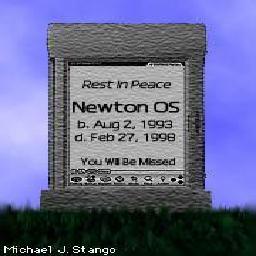 Rest In Peace
Newton OS
b. Aug 2, 1993
d. Feb 27, 1998
You Will Be Missed
Michael J. Stango